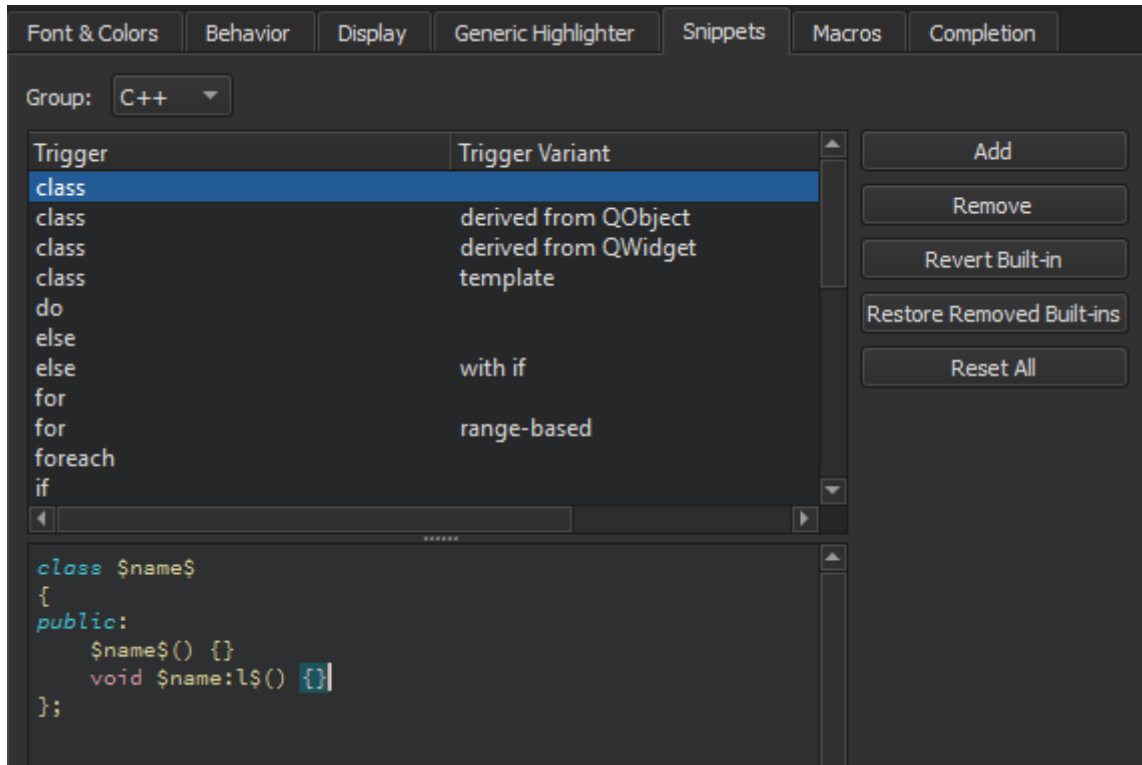 Font & Colors Behavior Display Generic Highlighter Snippets Macros Completion
Group: C++
Trigger Trigger Variant
class
class derived from QObject
class derived from QWidget
class template
do
else
else with if
for
for range-based
foreach
if
Add
Remove
Revert Built-in
Restore Removed Built-ins
Reset All
class $name$
{
public:
    $name$() {}
    void $name:l$() {}
};